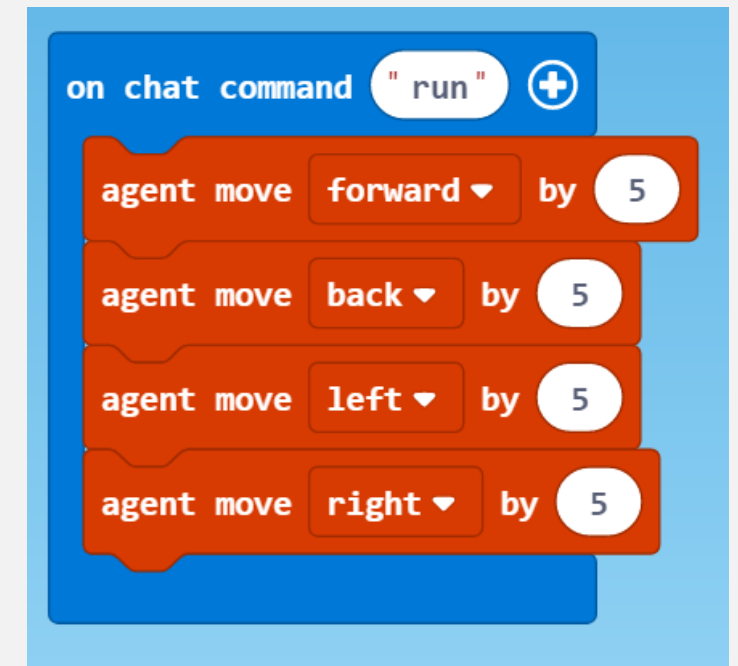 on chat command "run"
agent move forward by 5
agent move back by 5
agent move left by 5
agent move right by 5